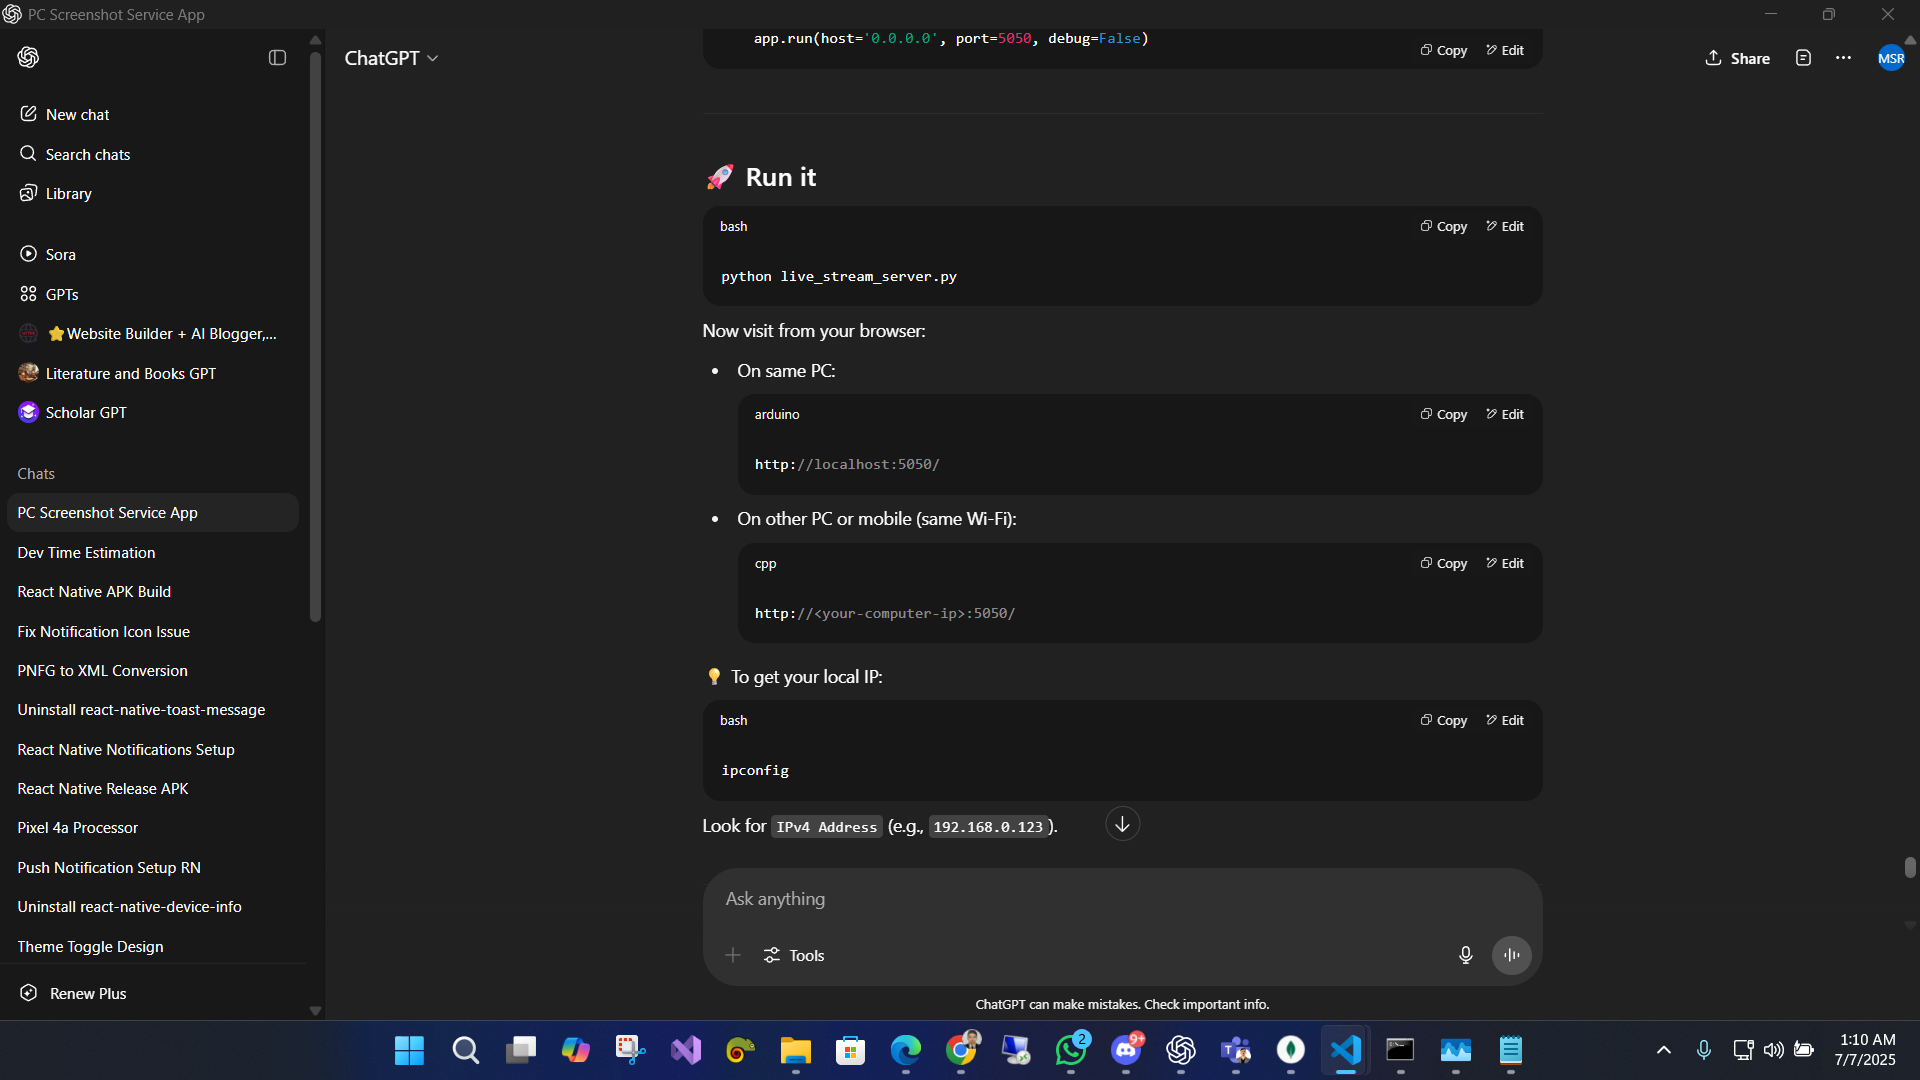 PC Screenshot Service App
New chat
Search chats
Library
Sora
GPTs
⭐Website Builder + AI Blogger,...
Literature and Books GPT
Scholar GPT
Chats
PC Screenshot Service App
Dev Time Estimation
React Native APK Build
Fix Notification Icon Issue
PNFG to XML Conversion
Uninstall react-native-toast-message
React Native Notifications Setup
React Native Release APK
Pixel 4a Processor
Push Notification Setup RN
Uninstall react-native-device-info
Theme Toggle Design
Renew Plus
ChatGPT
Share
MSR
app.run(host='0.0.0.0', port=5050, debug=False)
Copy Edit
🚀 Run it
bash Copy Edit
python live_stream_server.py
Now visit from your browser:
• On same PC:
arduino Copy Edit
http://localhost:5050/
• On other PC or mobile (same Wi-Fi):
cpp Copy Edit
http://<your-computer-ip>:5050/
💡 To get your local IP:
bash Copy Edit
ipconfig
Look for IPv4 Address (e.g., 192.168.0.123).
Ask anything
Tools
ChatGPT can make mistakes. Check important info.
2
9+
1:10 AM
7/7/2025